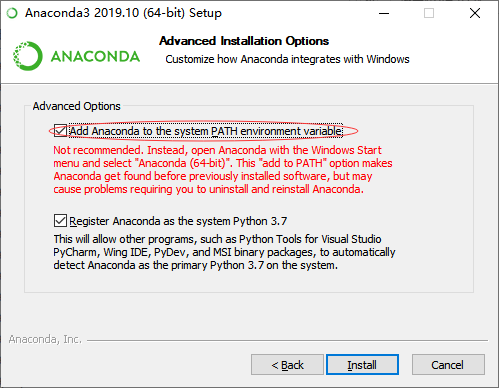 Anaconda3 2019.10 (64-bit) Setup
Advanced Installation Options
Customize how Anaconda integrates with Windows
ANACONDA
Advanced Options
Add Anaconda to the system PATH environment variable
Not recommended. Instead, open Anaconda with the Windows Start
menu and select "Anaconda (64-bit)". This "add to PATH" option makes
Anaconda get found before previously installed software, but may
cause problems requiring you to uninstall and reinstall Anaconda.
Register Anaconda as the system Python 3.7
This will allow other programs, such as Python Tools for Visual Studio
PyCharm, Wing IDE, PyDev, and MSI binary packages, to automatically
detect Anaconda as the primary Python 3.7 on the system.
Anaconda, Inc.
< Back
Install
Cancel